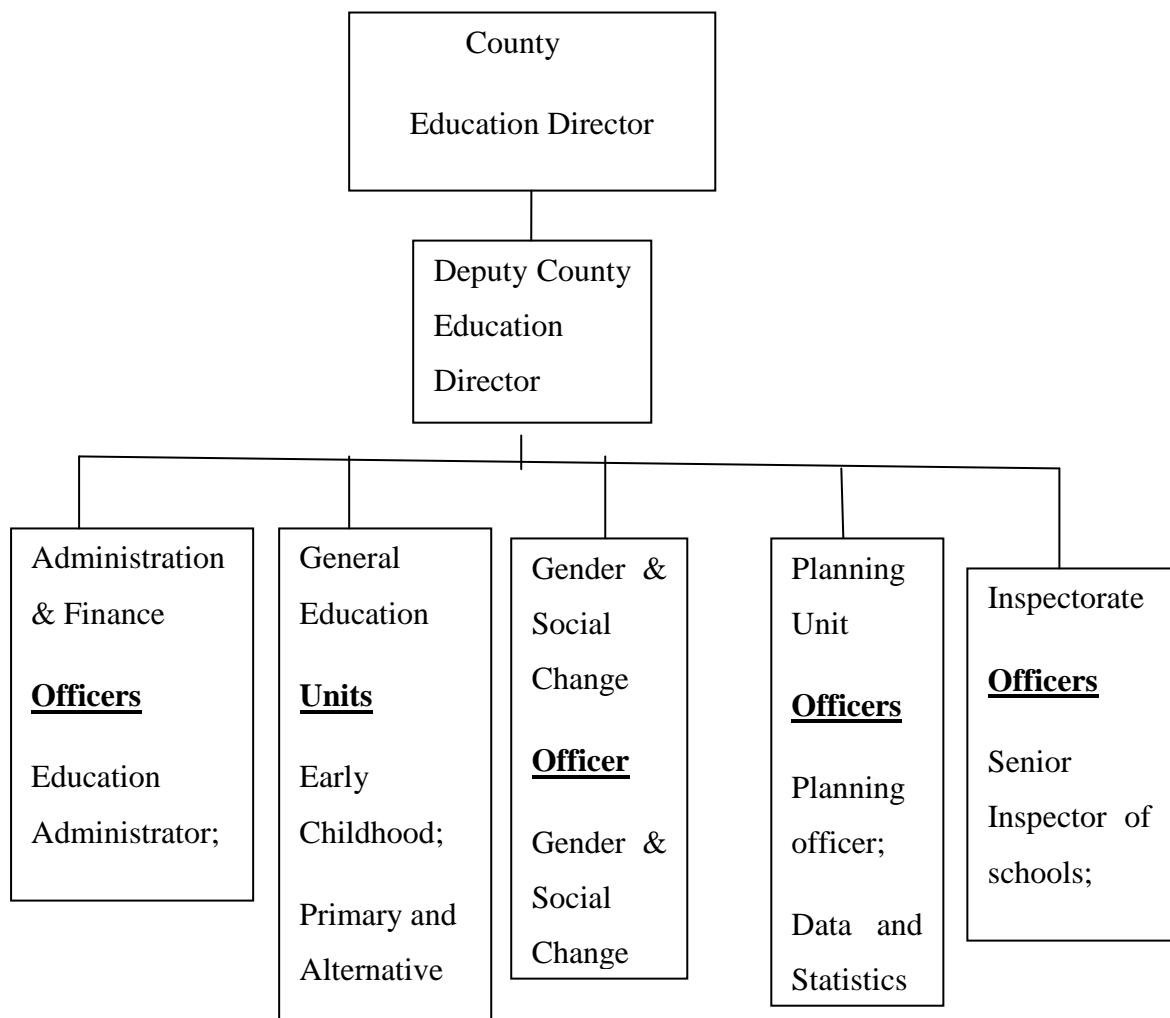 County
Education Director
Deputy County
Education
Director
Administration
& Finance
Officers
Education
Administrator;
General
Education
Units
Early
Childhood;
Primary and
Alternative
Gender &
Social
Change
Officer
Gender &
Social
Change
Planning
Unit
Officers
Planning
officer;
Data and
Statistics
Inspectorate
Officers
Senior
Inspector of
schools;